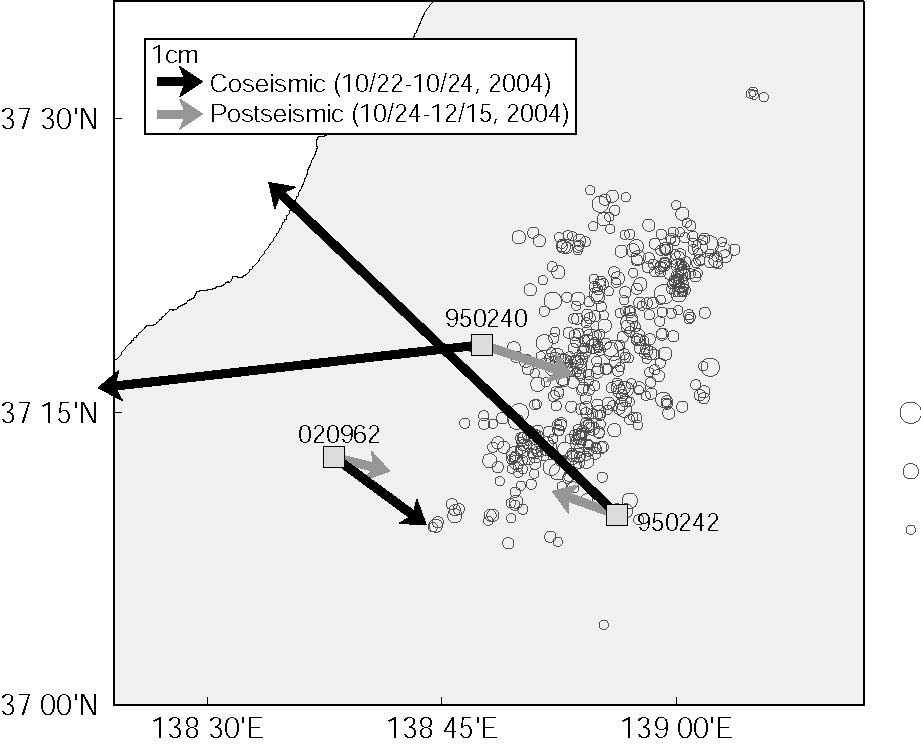 1cm
Coseismic (10/22-10/24, 2004)
Postseismic (10/24-12/15, 2004)
37 30'N
950240
37 15'N
020962
950242
37 00'N
138 30'E
138 45'E
139 00'E